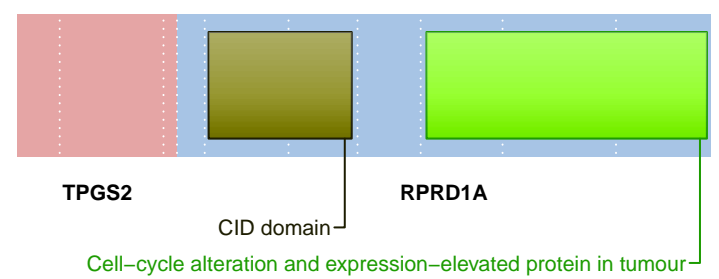 TPGS2 RPRD1A
CID domain
Cell−cycle alteration and expression−elevated protein in tumour